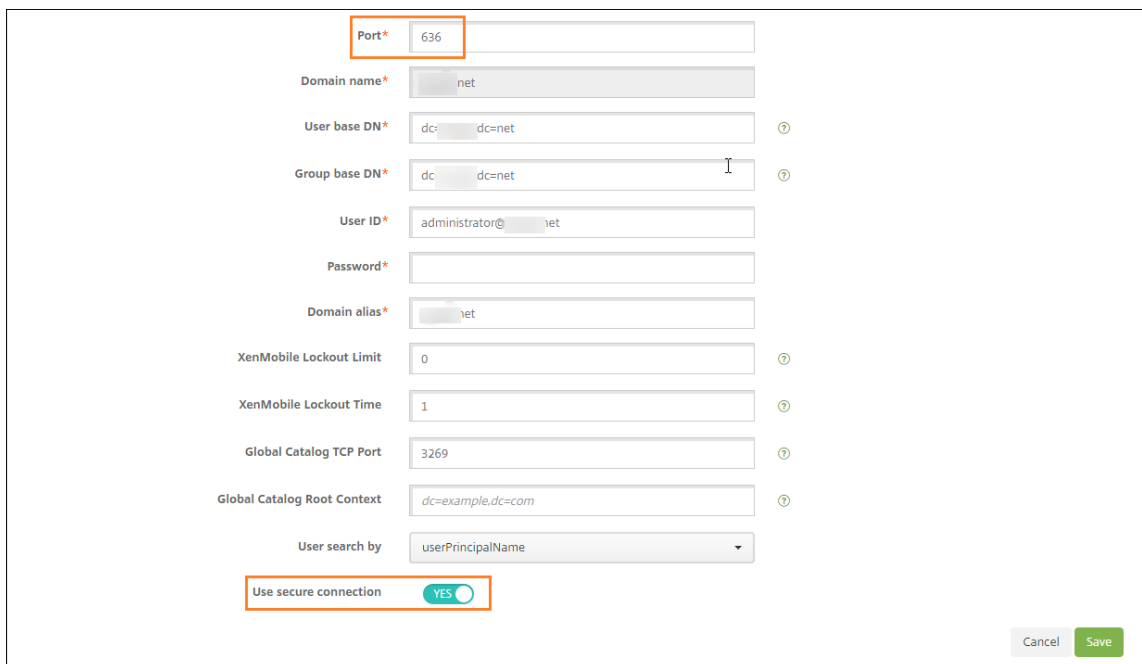 Port* 636
Domain name* net
User base DN* dc= dc=net
Group base DN* dc dc=net
User ID* administrator@ net
Password*
Domain alias* net
XenMobile Lockout Limit 0
XenMobile Lockout Time 1
Global Catalog TCP Port 3269
Global Catalog Root Context dc=example,dc=com
User search by userPrincipalName
Use secure connection YES
Cancel Save